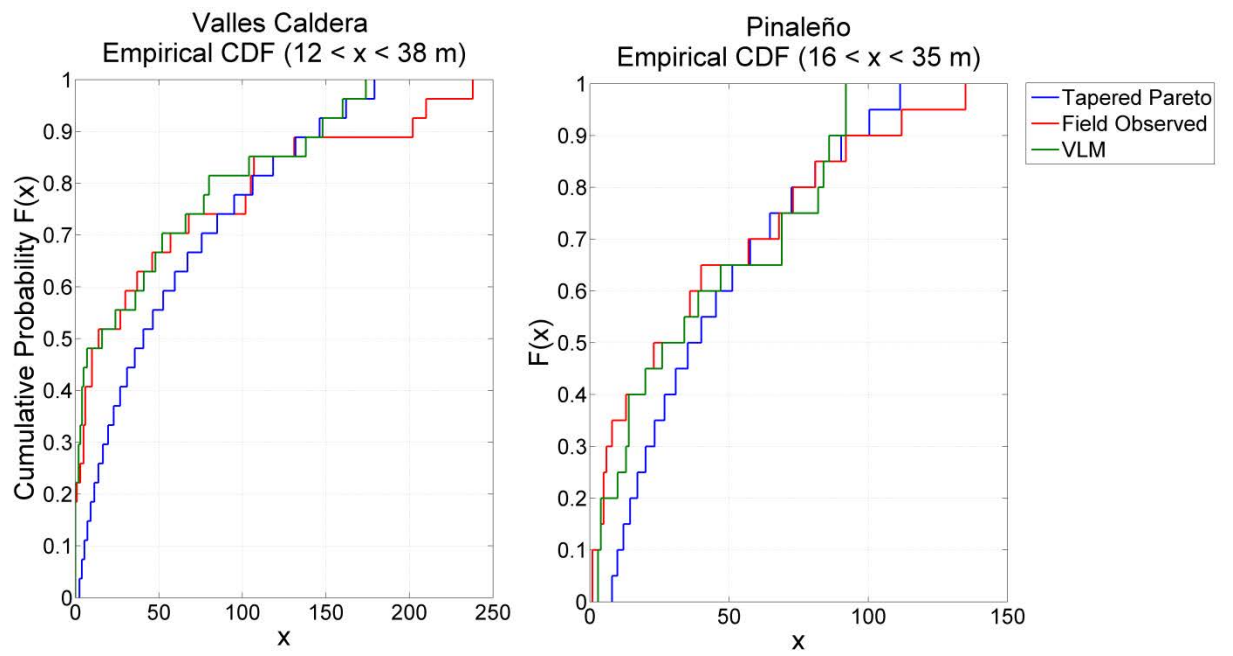 Valles Caldera
Empirical CDF (12 < x < 38 m)
Cumulative Probability F(x)
1
0.9
0.8
0.7
0.6
0.5
0.4
0.3
0.2
0.1
0
0 50 100 150 200 250
x
Pinaleño
Empirical CDF (16 < x < 35 m)
F(x)
1
0.9
0.8
0.7
0.6
0.5
0.4
0.3
0.2
0.1
0
0 50 100 150
x
Tapered Pareto
Field Observed
VLM